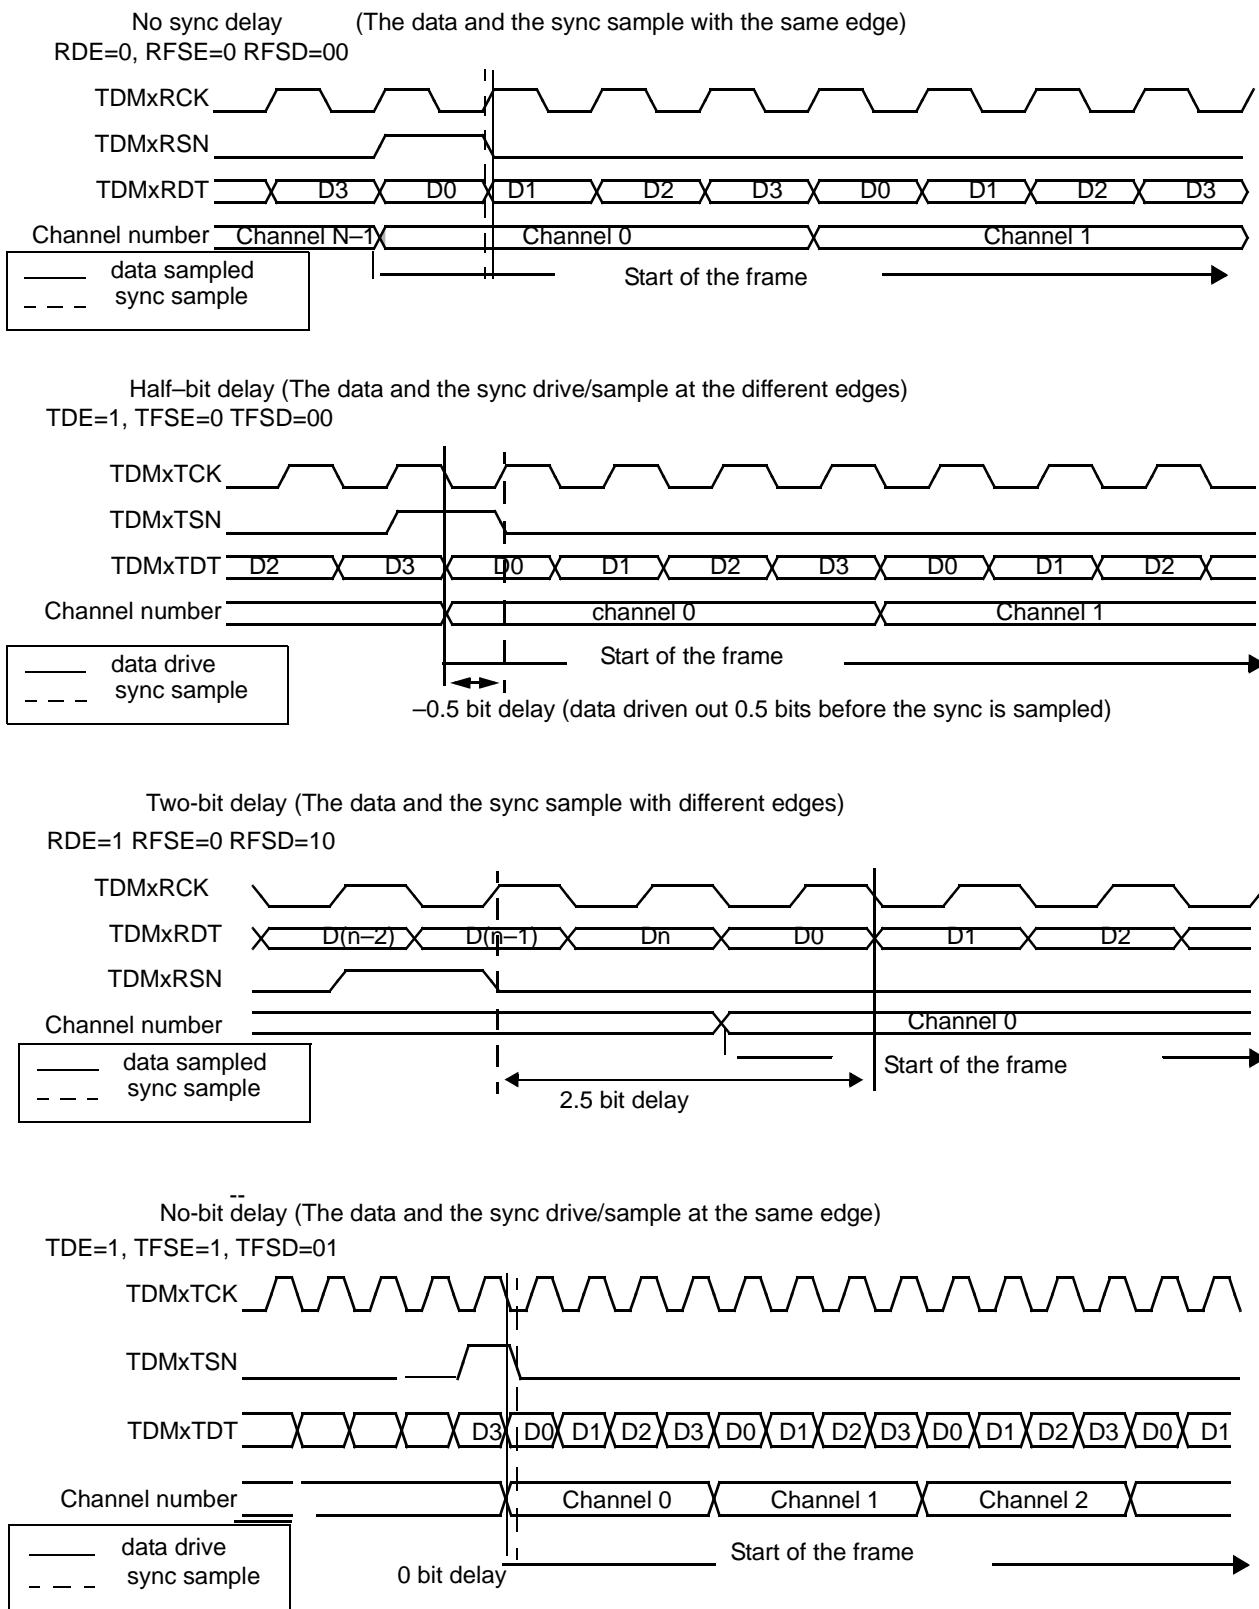 No sync delay (The data and the sync sample with the same edge)
RDE=0, RFSE=0 RFSD=00
TDMxRCK
TDMxRSN
TDMxRDT D3 D0 D1 D2 D3 D0 D1 D2 D3
Channel number Channel N–1 Channel 0 Channel 1
data sampled
sync sample
Start of the frame
Half–bit delay (The data and the sync drive/sample at the different edges)
TDE=1, TFSE=0 TFSD=00
TDMxTCK
TDMxTSN
TDMxTDT D2 D3 D0 D1 D2 D3 D0 D1 D2
Channel number channel 0 Channel 1
data drive
sync sample
Start of the frame
–0.5 bit delay (data driven out 0.5 bits before the sync is sampled)
Two-bit delay (The data and the sync sample with different edges)
RDE=1 RFSE=0 RFSD=10
TDMxRCK
TDMxRDT D(n–2) D(n–1) Dn D0 D1 D2
TDMxRSN
Channel number Channel 0
data sampled
sync sample
Start of the frame
2.5 bit delay
--
No-bit delay (The data and the sync drive/sample at the same edge)
TDE=1, TFSE=1, TFSD=01
TDMxTCK
TDMxTSN
TDMxTDT D3 D0 D1 D2 D3 D0 D1 D2 D3 D0 D1 D2 D3 D0 D1
Channel number Channel 0 Channel 1 Channel 2
data drive
sync sample
Start of the frame
0 bit delay